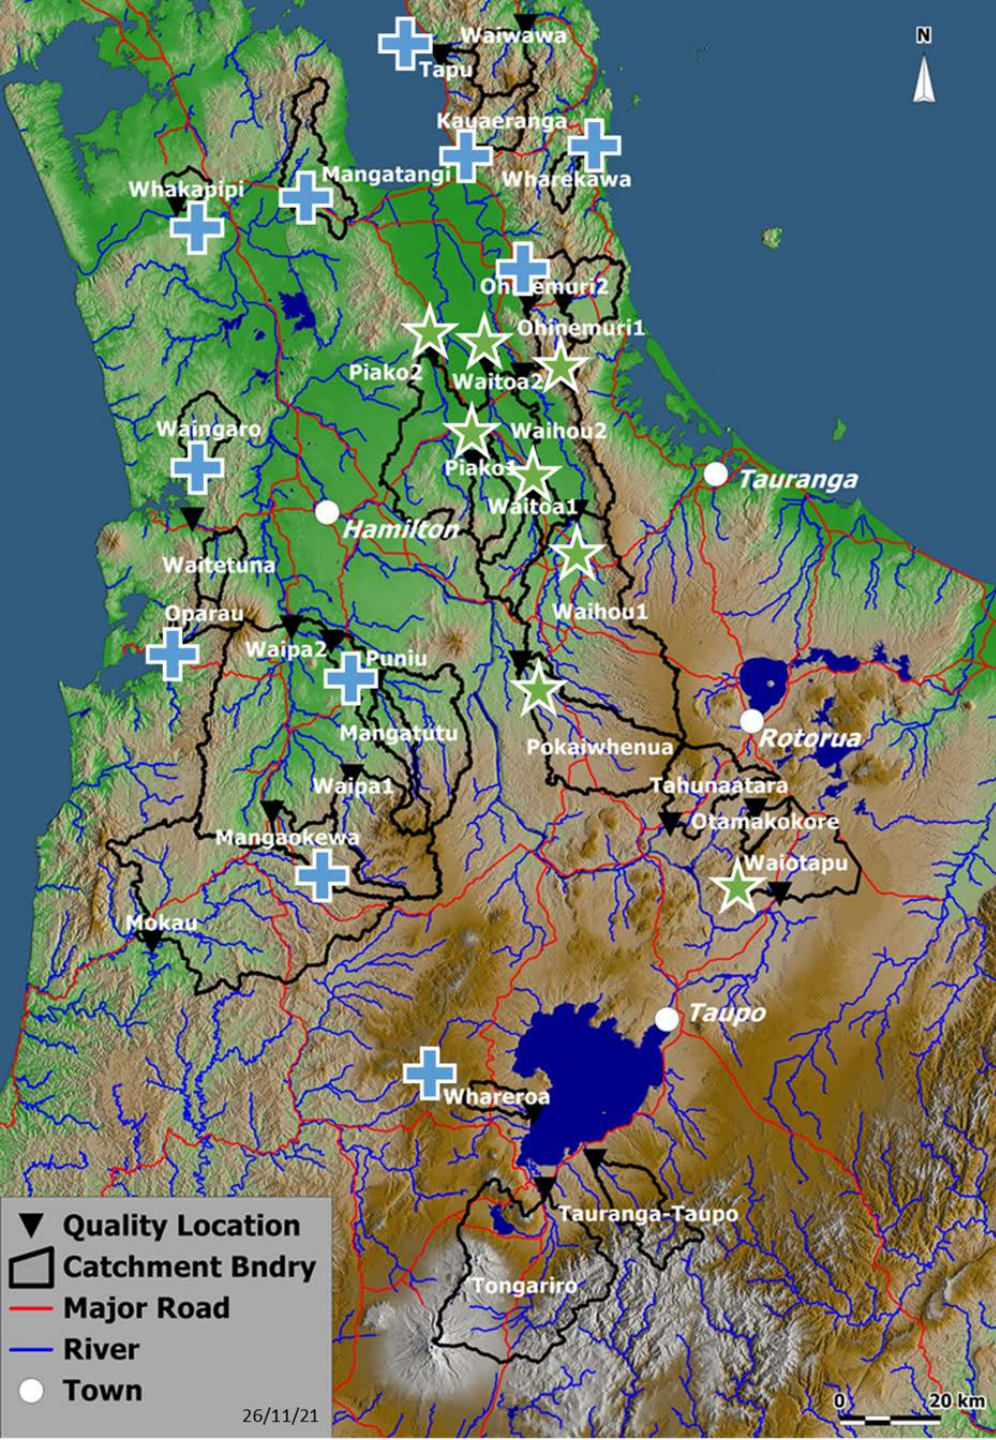 Waiwawa
N
Tapu
Kauaeranga
Mangatangi
Wharekawa
Whakapipi
Ohinemuri2
Ohinemuri1
Piako2
Waitoa2
Waingaro
Waihou2
Piako1
Tauranga
Waitoa1
Hamilton
Waitetuna
Oparau
Waihou1
Waipa2
Puniu
Mangatutu
Rotorua
Pokaiwhenua
Waipa1
Tahunaatara
Otamakokore
Mangaokewa
Waiotapu
Mokau
Taupo
Whareroa
Tauranga-Taupo
Tongariro
Quality Location
Catchment Bndry
Major Road
River
Town
26/11/21
0 20 km